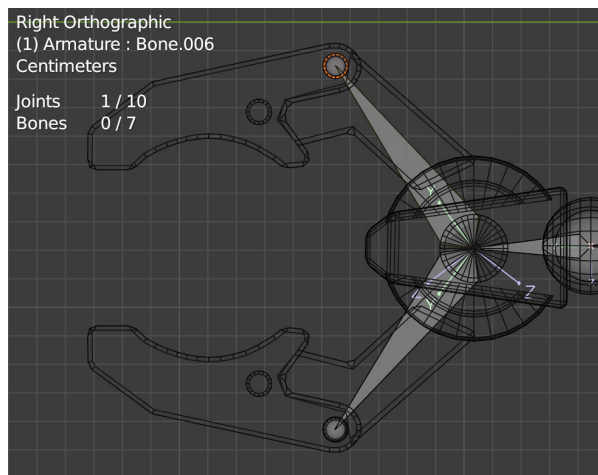 Right Orthographic
(1) Armature : Bone.006
Centimeters
Joints 1 / 10
Bones 0 / 7
Y
Z
Z
Y